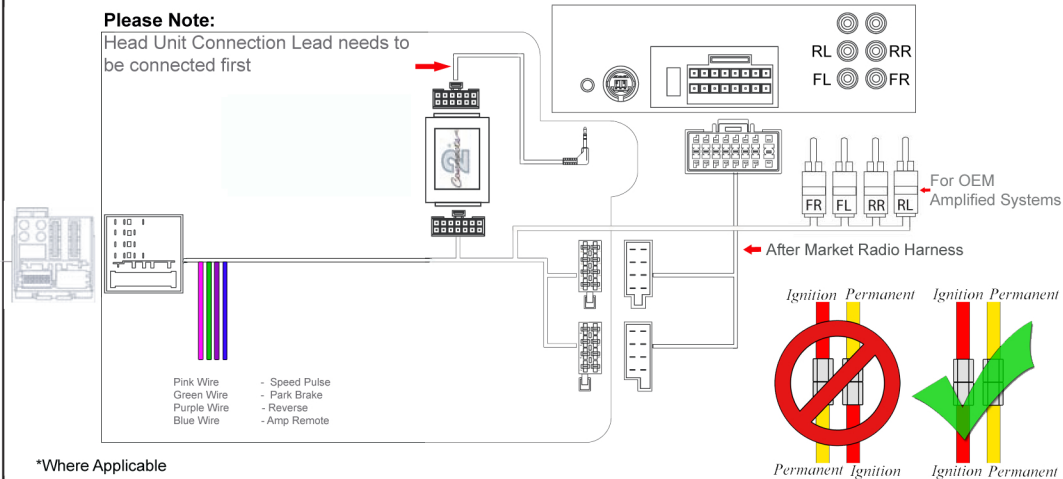 Please Note:
Head Unit Connection Lead needs to
be connected first
RL RR
FL FR
Connects 2
FR FL RR RL
For OEM
Amplified Systems
After Market Radio Harness
Ignition Permanent Ignition Permanent
Pink Wire - Speed Pulse
Green Wire - Park Brake
Purple Wire - Reverse
Blue Wire - Amp Remote
Permanent Ignition Ignition Permanent
*Where Applicable